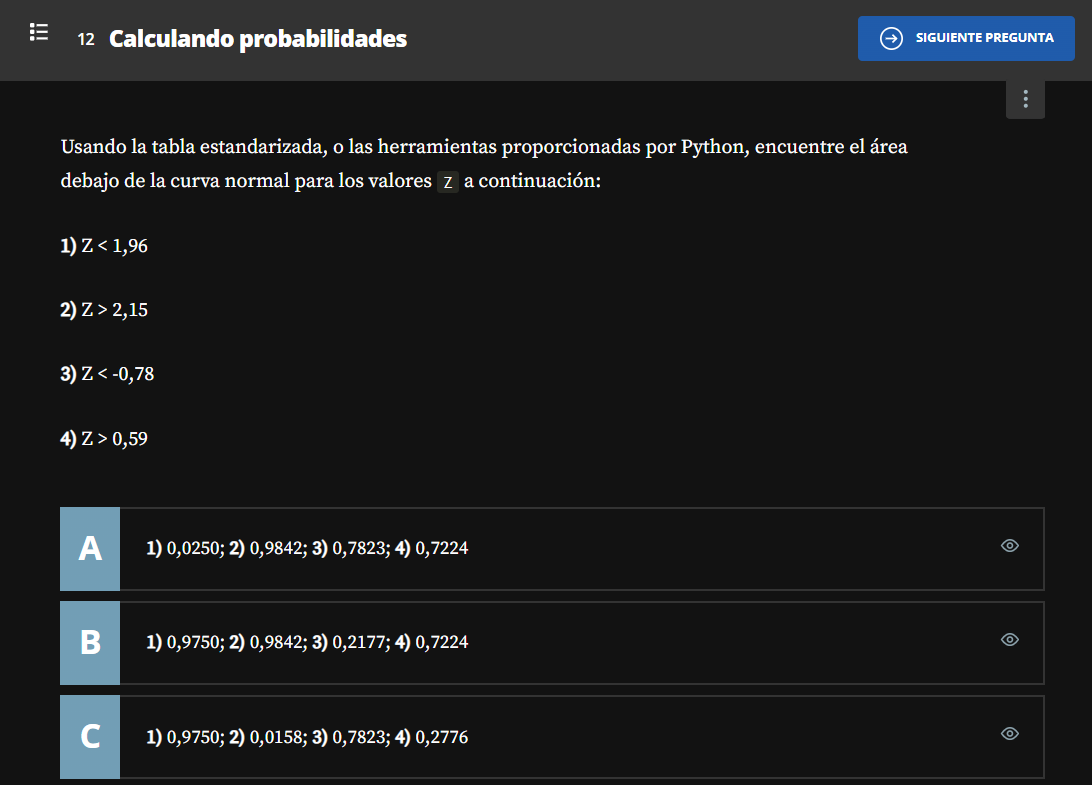 12 Calculando probabilidades
SIGUIENTE PREGUNTA
Usando la tabla estandarizada, o las herramientas proporcionadas por Python, encuentre el área
debajo de la curva normal para los valores Z a continuación:
1) Z < 1,96
2) Z > 2,15
3) Z < -0,78
4) Z > 0,59
A 1) 0,0250; 2) 0,9842; 3) 0,7823; 4) 0,7224
B 1) 0,9750; 2) 0,9842; 3) 0,2177; 4) 0,7224
C 1) 0,9750; 2) 0,0158; 3) 0,7823; 4) 0,2776